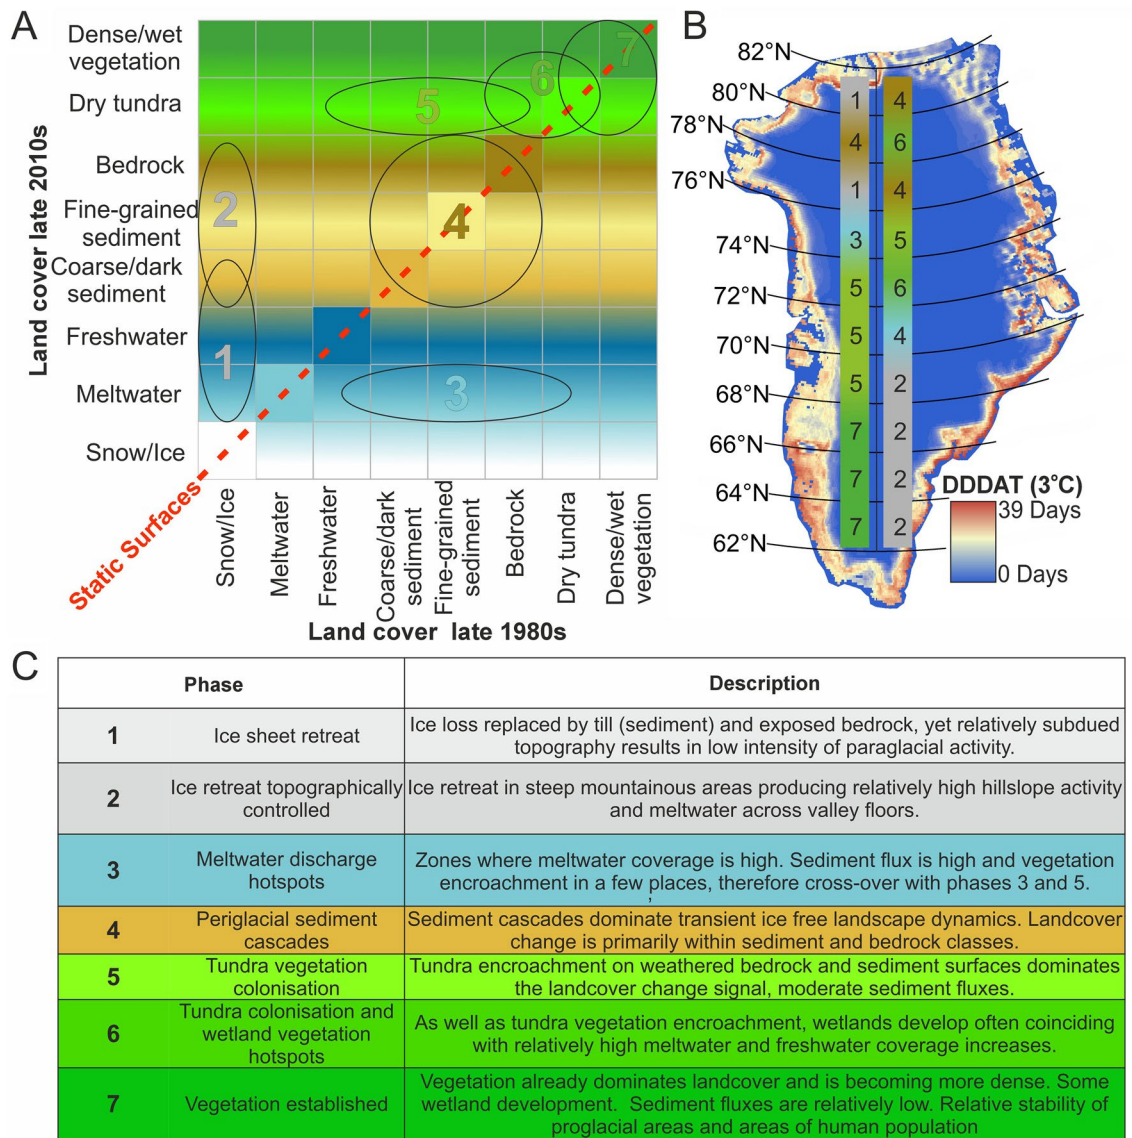 A
Dense/wet
vegetation
Dry tundra
Bedrock
Fine-grained
sediment
Coarse/dark
sediment
Freshwater
Meltwater
Snow/Ice
Land cover late 2010s
7
6
5
4
2
1
3
Static Surfaces
Snow/Ice
Meltwater
Freshwater
Coarse/dark
sediment
Fine-grained
sediment
Bedrock
Dry tundra
Dense/wet
vegetation
Land cover late 1980s
B
82°N
80°N
78°N
76°N
74°N
72°N
70°N
68°N
66°N
64°N
62°N
1 4
4 6
1 4
3 5
5 6
5 4
5 2
7 2
7 2
7 2
DDDAT (3°C)
39 Days
0 Days
C
Phase Description
1 Ice sheet retreat
Ice loss replaced by till (sediment) and exposed bedrock, yet relatively subdued
topography results in low intensity of paraglacial activity.
2
Ice retreat topographically
controlled
Ice retreat in steep mountainous areas producing relatively high hillslope activity
and meltwater across valley floors.
3
Meltwater discharge
hotspots
Zones where meltwater coverage is high. Sediment flux is high and vegetation
encroachment in a few places, therefore cross-over with phases 3 and 5.
,
4
Periglacial sediment
cascades
Sediment cascades dominate transient ice free landscape dynamics. Landcover
change is primarily within sediment and bedrock classes.
5
Tundra vegetation
colonisation
Tundra encroachment on weathered bedrock and sediment surfaces dominates
the landcover change signal, moderate sediment fluxes.
6
Tundra colonisation and
wetland vegetation
hotspots
As well as tundra vegetation encroachment, wetlands develop often coinciding
with relatively high meltwater and freshwater coverage increases.
7 Vegetation established
Vegetation already dominates landcover and is becoming more dense. Some
wetland development. Sediment fluxes are relatively low. Relative stability of
proglacial areas and areas of human population